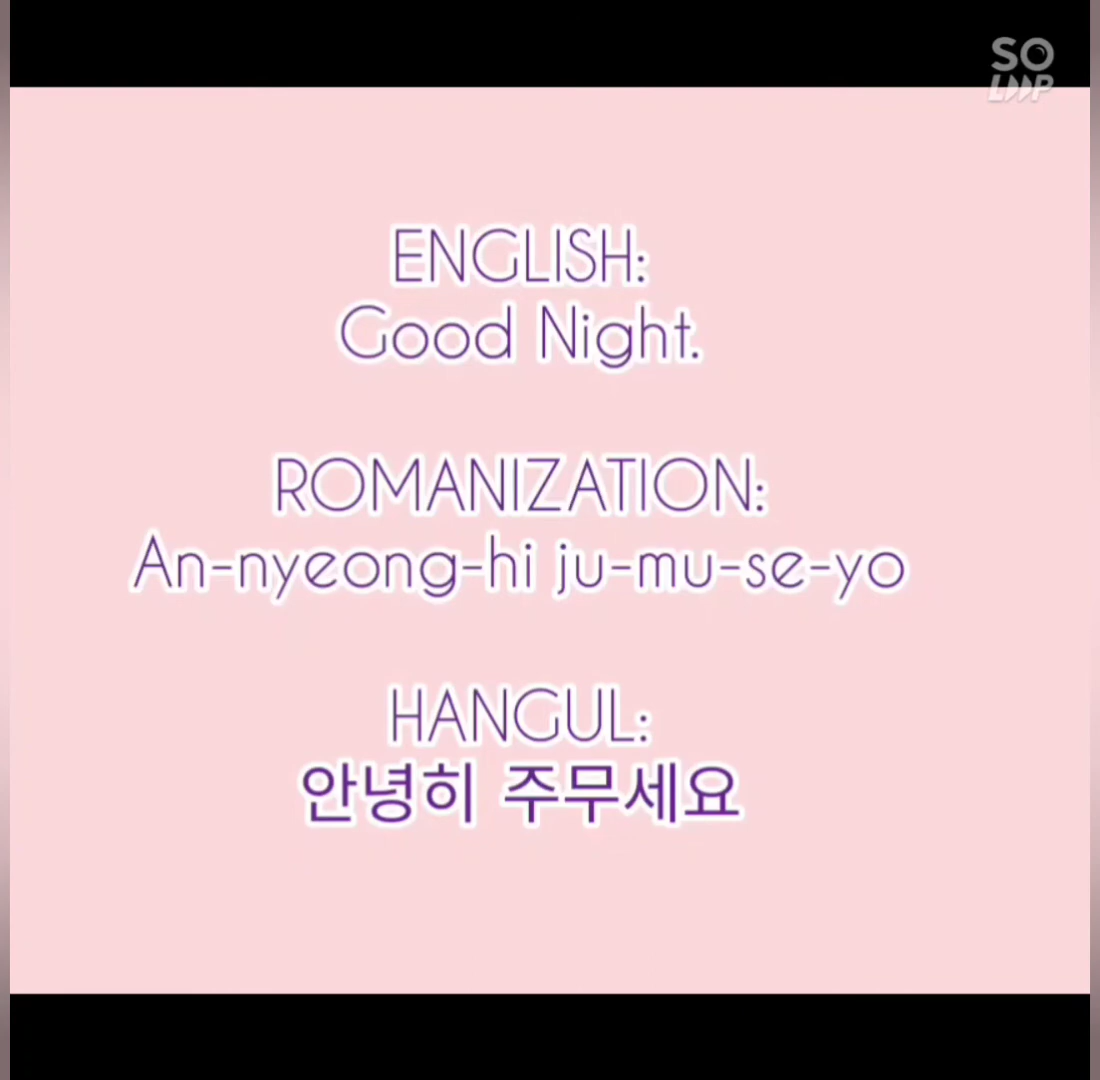 SO
LOOP
ENGLISH:
Good Night.
ROMANIZATION:
An-nyeong-hi ju-mu-se-yo
HANGUL:
안녕히 주무세요